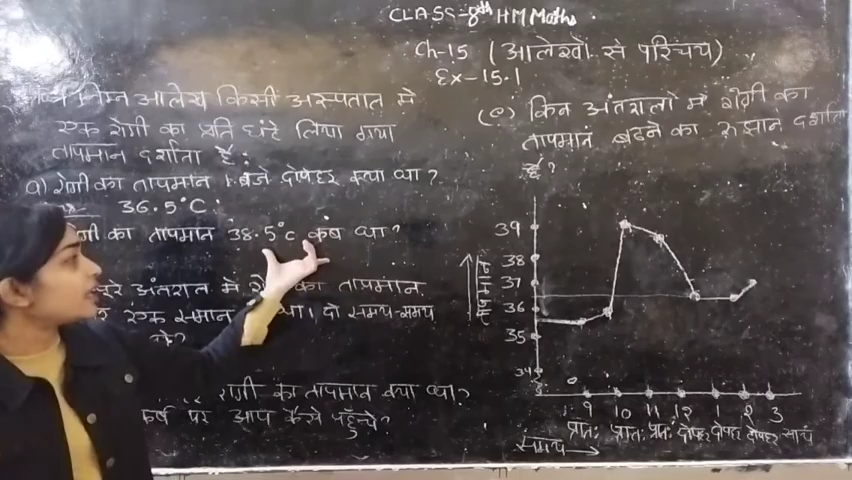 CLASS-8th HM Maths.
Ch-15 (आलेखों से परिचय)
Ex-15.1
निम्न आलेख किसी अस्पताल में
एक रोगी का प्रति घंटे लिया गया
तापमान दर्शाता है:
a) रोगी का तापमान 1 बजे दोपहर क्या था?
36.5°C:
का तापमान 38.5°C कब था?
अंतराल में का तापमान
एक समान था। दो समय-समय
रोगी का तापमान क्या था?
पर आप कैसे पहुँचे?
(e) किन अंतरालों में रोगी का
तापमान बढ़ने का रुझान दर्शाता
है?
39
38
37
36
35
34
तापमान
0
9 10 11 12 1 2 3
प्रातः प्रातः प्रातः दोपहर दोपहर दोपहर सायं
समय